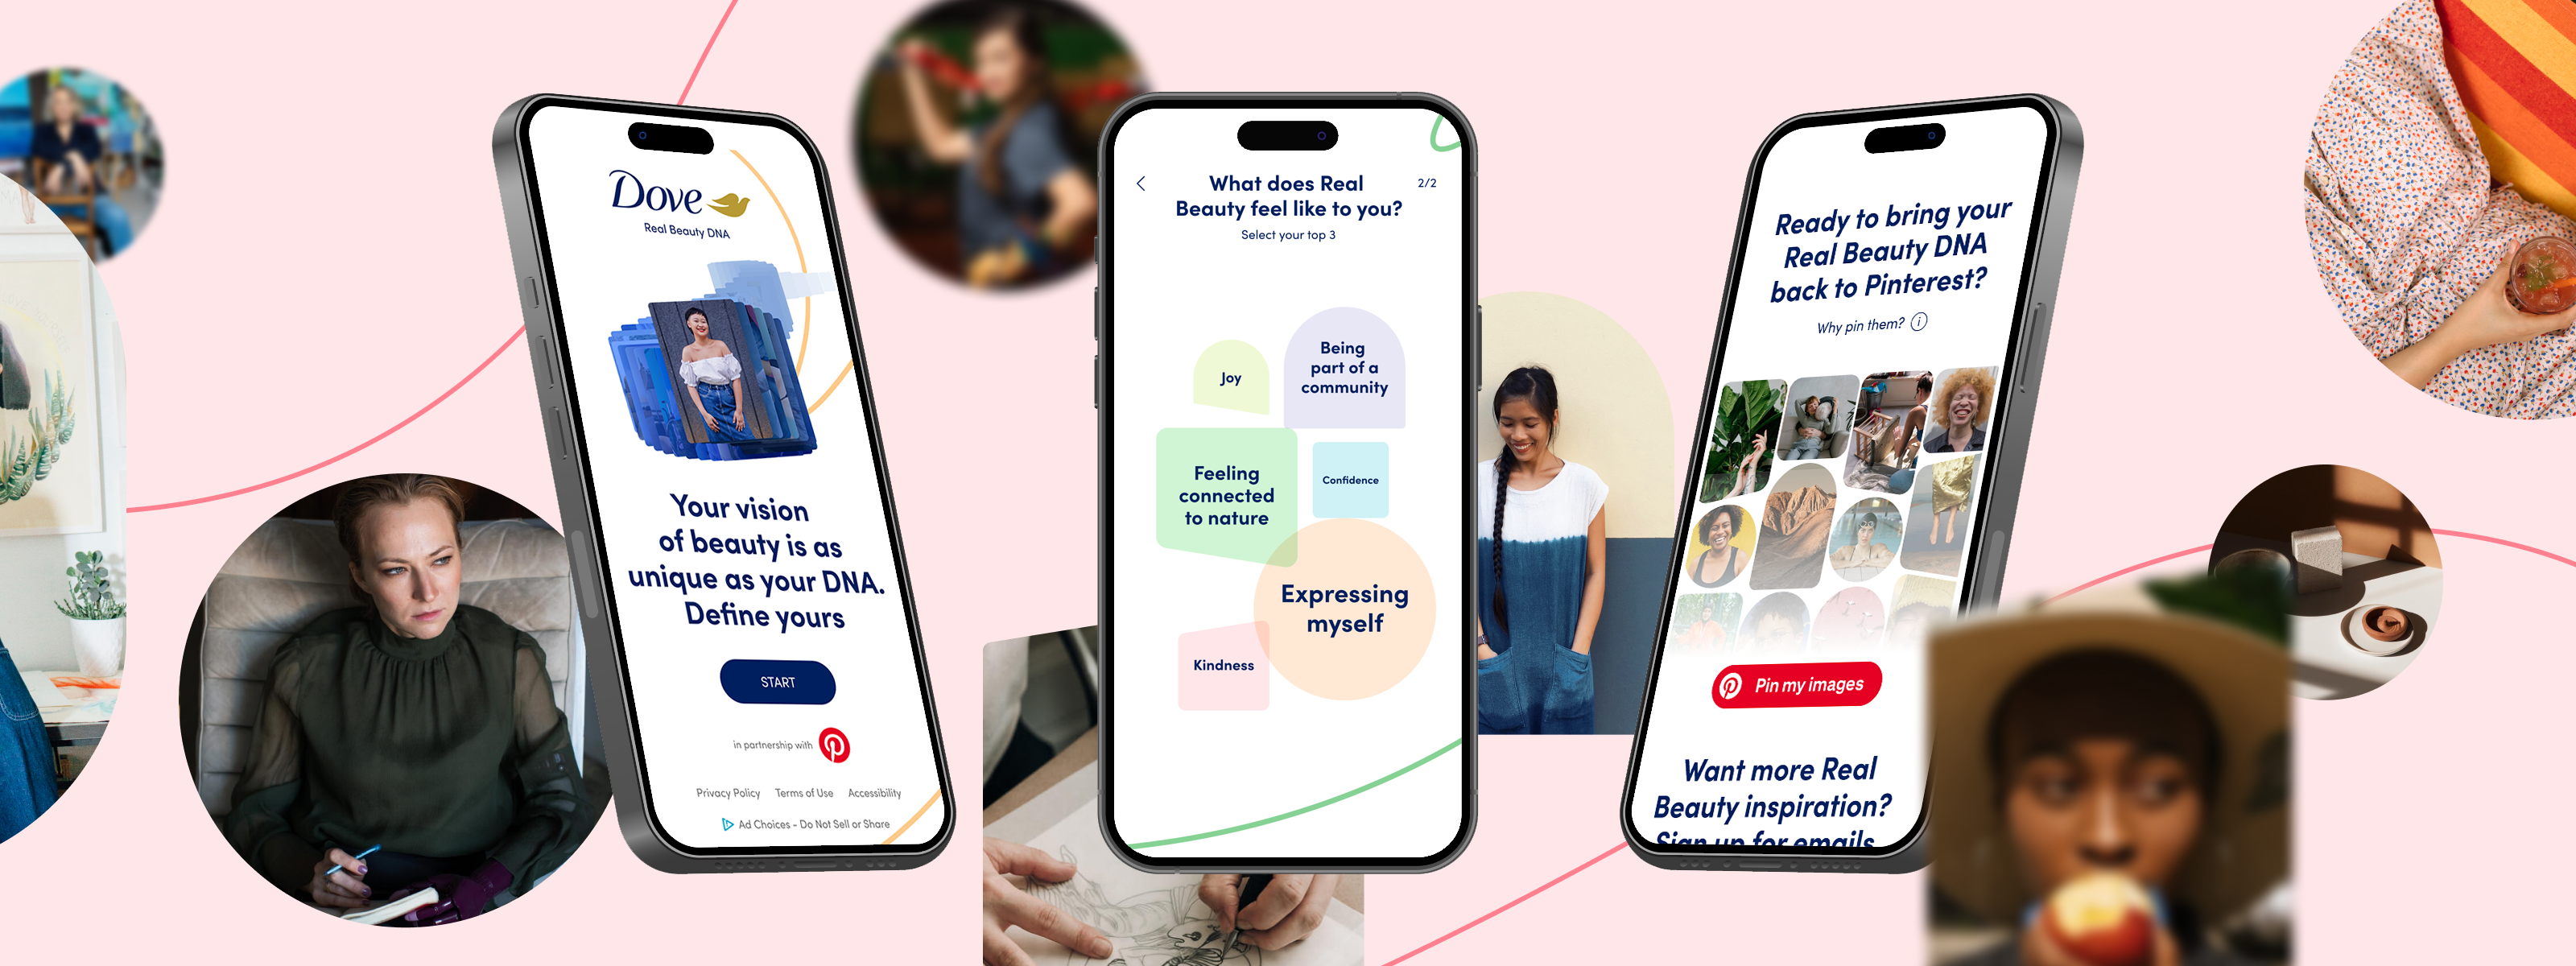 Dove
Real Beauty DNA
Your vision
of beauty is as
unique as your DNA.
Define yours
START
in partnership with
Privacy Policy Terms of Use Accessibility
Ad Choices - Do Not Sell or Share
What does Real
Beauty feel like to you?
2/2
Select your top 3
Joy
Being
part of a
community
Feeling
connected
to nature
Confidence
Expressing
myself
Kindness
Ready to bring your
Real Beauty DNA
back to Pinterest?
Why pin them? i
Pin my images
Want more Real
Beauty inspiration?
Sign up for emails